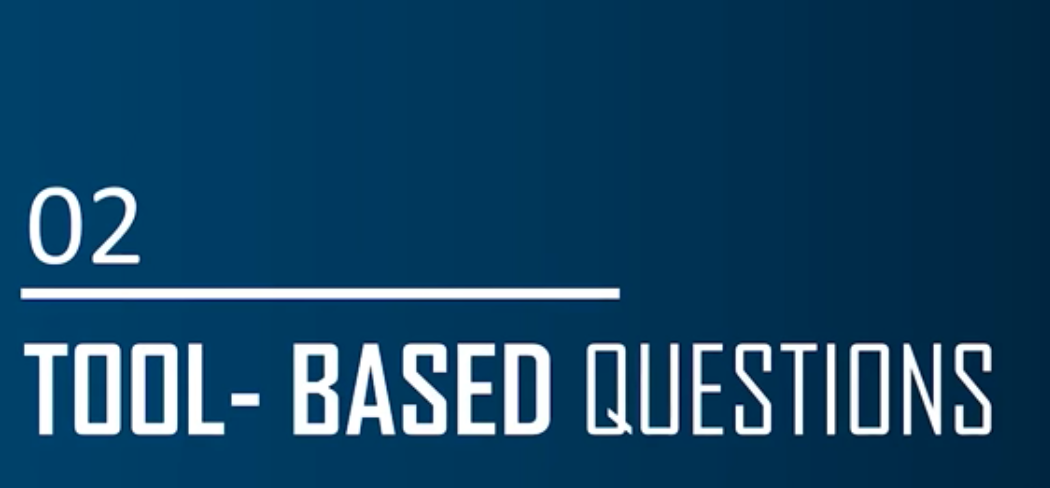 02
TOOL- BASED QUESTIONS